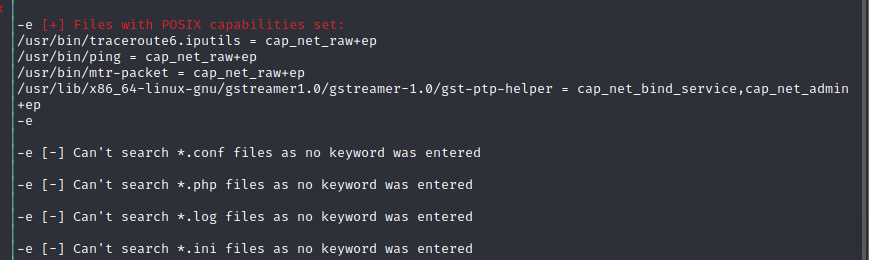 -e [+] Files with POSIX capabilities set:
/usr/bin/traceroute6.iputils = cap_net_raw+ep
/usr/bin/ping = cap_net_raw+ep
/usr/bin/mtr-packet = cap_net_raw+ep
/usr/lib/x86_64-linux-gnu/gstreamer1.0/gstreamer-1.0/gst-ptp-helper = cap_net_bind_service,cap_net_admin
+ep
-e
-e [-] Can't search *.conf files as no keyword was entered
-e [-] Can't search *.php files as no keyword was entered
-e [-] Can't search *.log files as no keyword was entered
-e [-] Can't search *.ini files as no keyword was entered